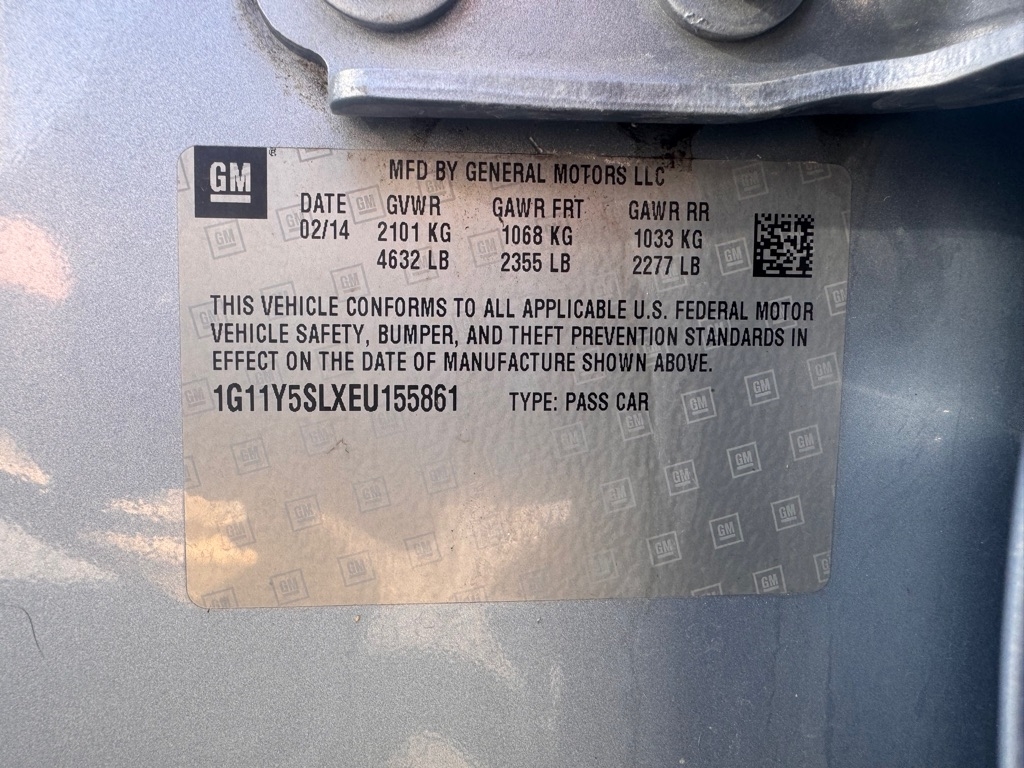 GM
MFD BY GENERAL MOTORS LLC
DATE GVWR GAWR FRT GAWR RR
02/14 2101 KG 1068 KG 1033 KG
4632 LB 2355 LB 2277 LB
THIS VEHICLE CONFORMS TO ALL APPLICABLE U.S. FEDERAL MOTOR
VEHICLE SAFETY, BUMPER, AND THEFT PREVENTION STANDARDS IN
EFFECT ON THE DATE OF MANUFACTURE SHOWN ABOVE.
1G11Y5SLXEU155861 TYPE: PASS CAR